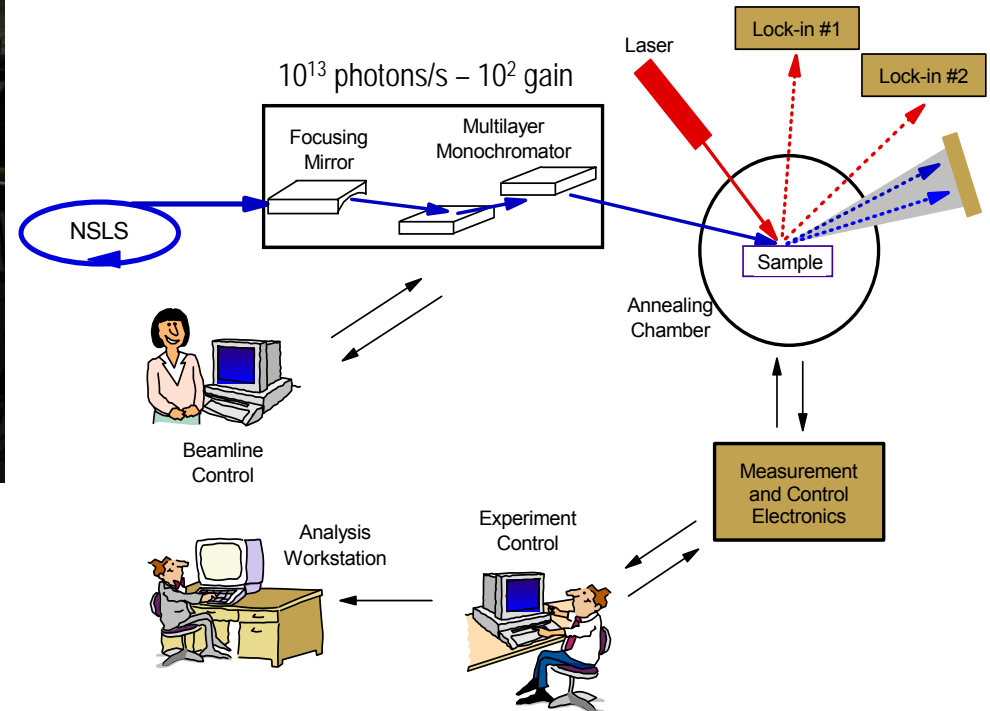 Lock-in #1
Laser
Lock-in #2
10¹³ photons/s – 10² gain
Focusing
Mirror
Multilayer
Monochromator
NSLS
Sample
Annealing
Chamber
Beamline
Control
Measurement
and Control
Electronics
Experiment
Control
Analysis
Workstation